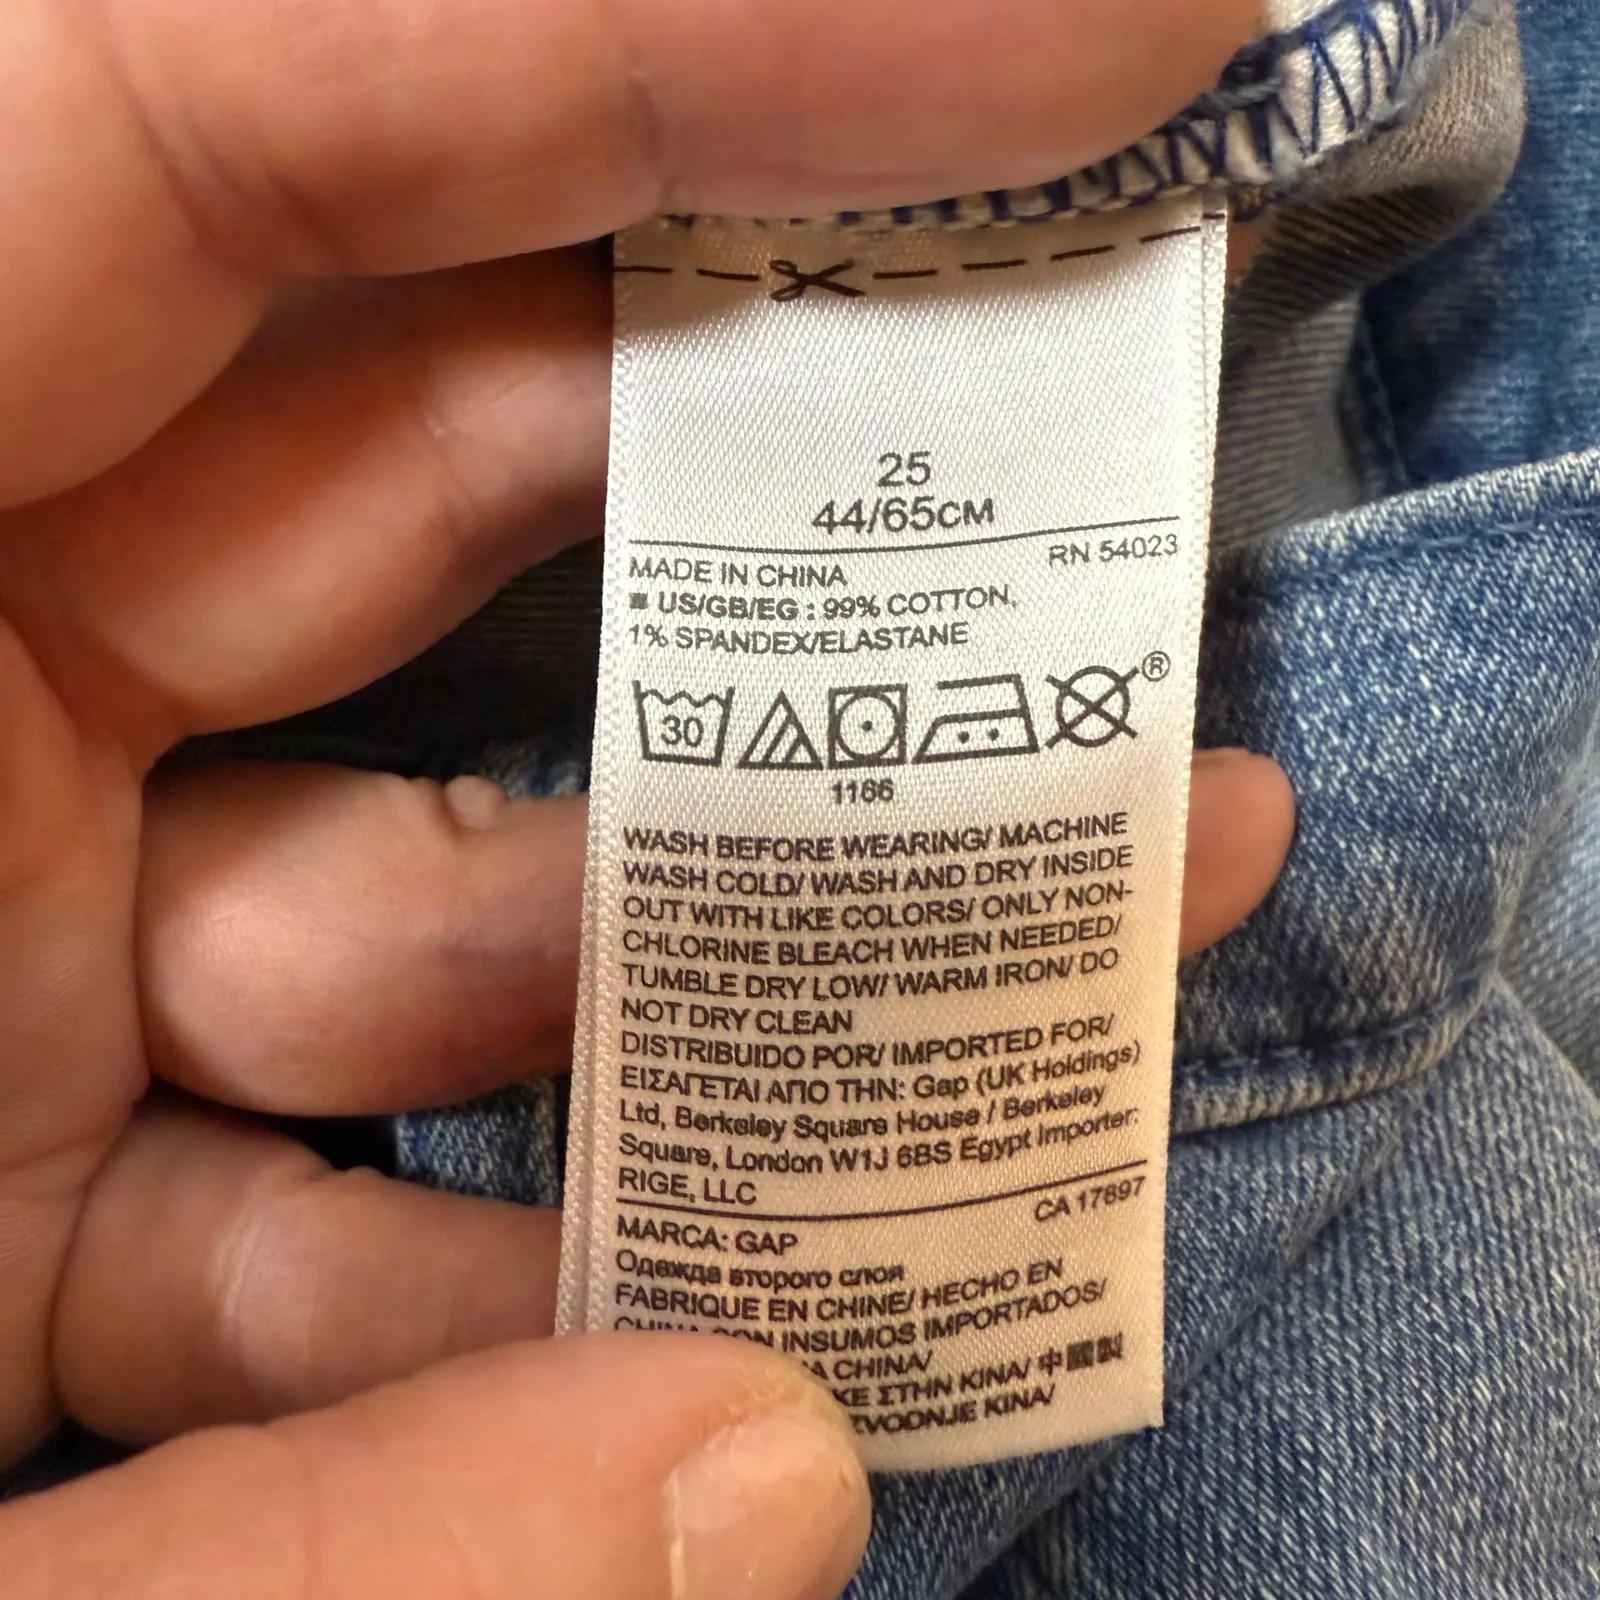 25
44/65CM
RN 54023
MADE IN CHINA
US/GB/EG : 99% COTTON,
1% SPANDEX/ELASTANE
30
®
1166
WASH BEFORE WEARING/ MACHINE
WASH COLD/ WASH AND DRY INSIDE
OUT WITH LIKE COLORS/ ONLY NON-
CHLORINE BLEACH WHEN NEEDED/
TUMBLE DRY LOW/ WARM IRON/ DO
NOT DRY CLEAN
DISTRIBUIDO POR/ IMPORTED FOR/
ΕΙΣΑΓΕΤΑΙ ΑΠΟ ΤΗΝ: Gap (UK Holdings)
Ltd, Berkeley Square House / Berkeley
Square, London W1J 6BS Egypt Importer:
RIGE, LLC
CA 17897
MARCA: GAP
Одежда второго слоя
FABRIQUE EN CHINE/ HECHO EN
CHINA CON INSUMOS IMPORTADOS/
CHINA/
ΣΤΗΝ ΚΙΝΑ/ 中國製
KINA/